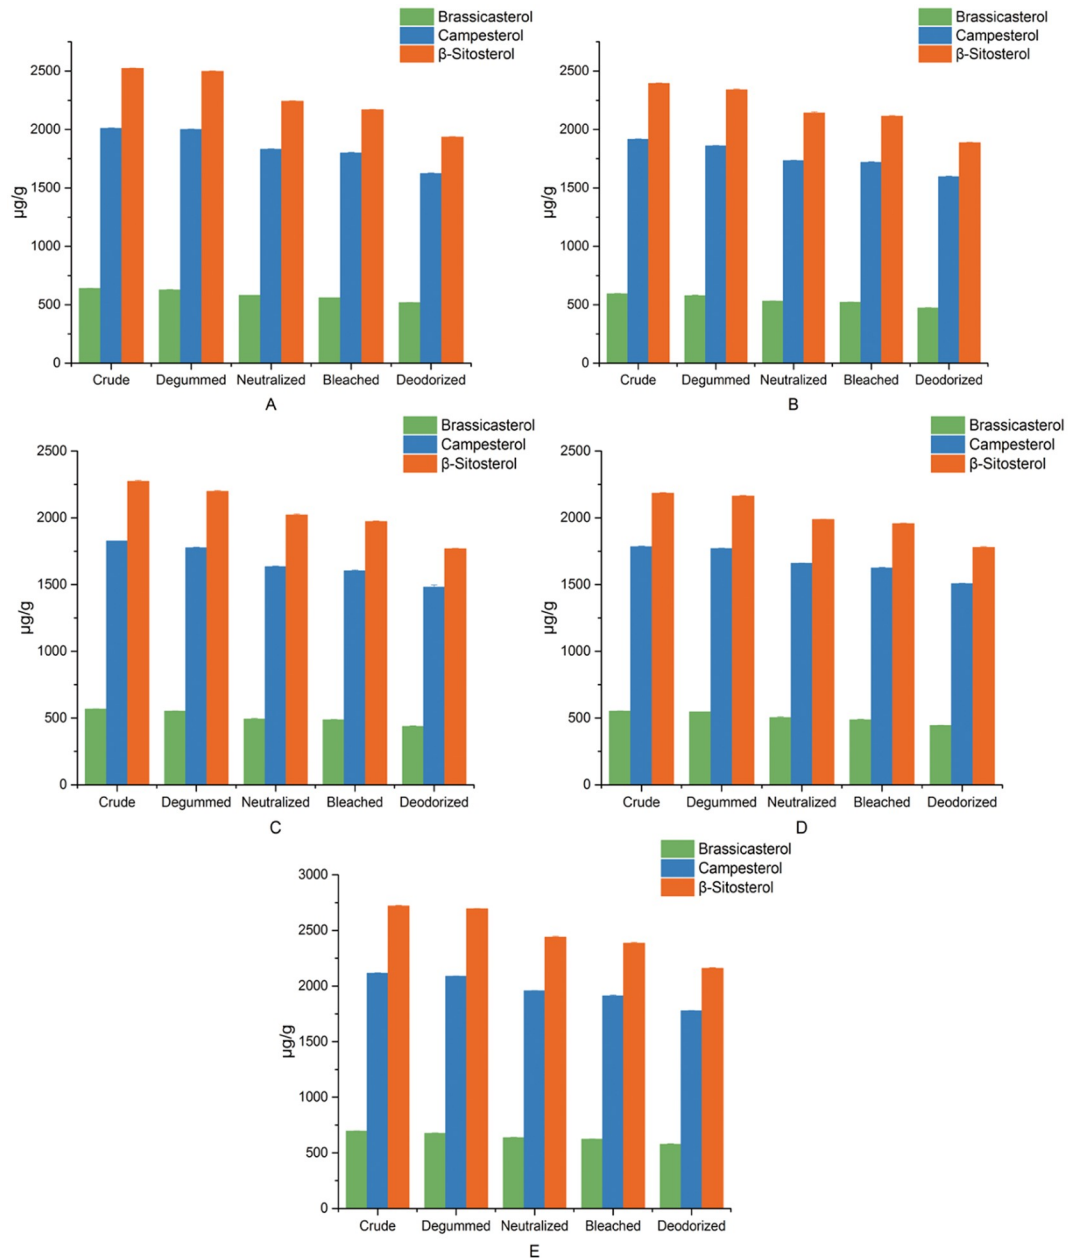 Brassicasterol
Campesterol
β-Sitosterol
2500
2000
1500
1000
500
0
µg/g
Crude Degummed Neutralized Bleached Deodorized
A
Brassicasterol
Campesterol
β-Sitosterol
2500
2000
1500
1000
500
0
µg/g
Crude Degummed Neutralized Bleached Deodorized
B
Brassicasterol
Campesterol
β-Sitosterol
2500
2000
1500
1000
500
0
µg/g
Crude Degummed Neutralized Bleached Deodorized
C
Brassicasterol
Campesterol
β-Sitosterol
2500
2000
1500
1000
500
0
µg/g
Crude Degummed Neutralized Bleached Deodorized
D
Brassicasterol
Campesterol
β-Sitosterol
3000
2500
2000
1500
1000
500
0
µg/g
Crude Degummed Neutralized Bleached Deodorized
E